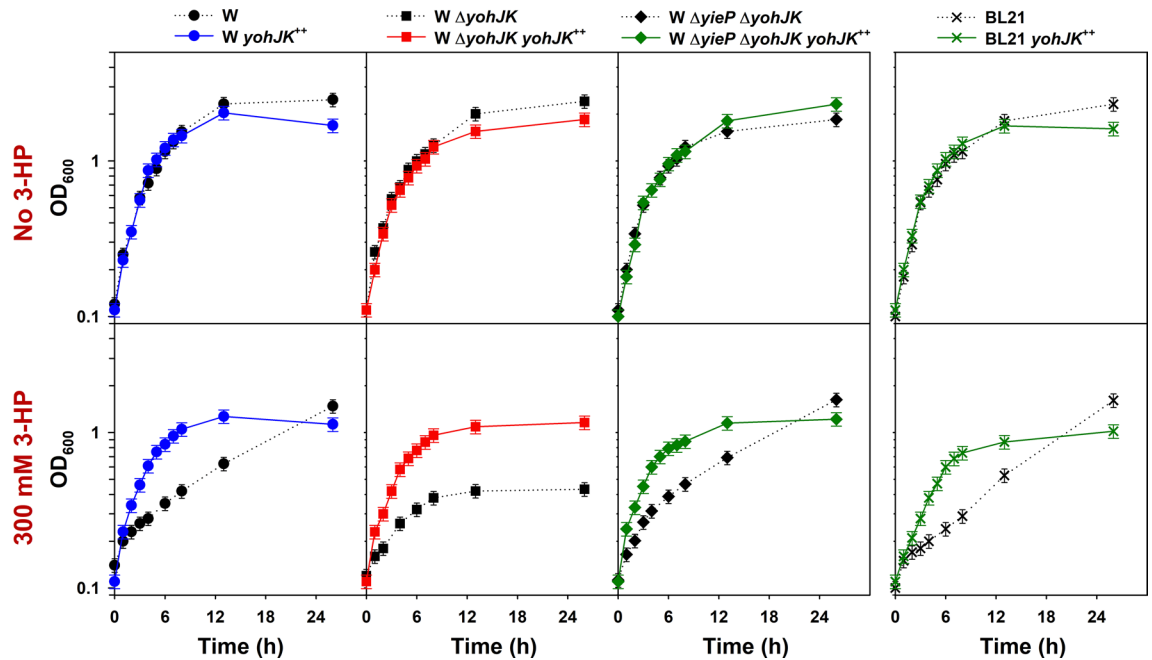 W
W yohJK++
W ΔyohJK
W ΔyohJK yohJK++
W ΔyieP ΔyohJK
W ΔyieP ΔyohJK yohJK++
BL21
BL21 yohJK++
No 3-HP
OD600
1
0.1
300 mM 3-HP
OD600
1
0.1
0 6 12 18 24
0 6 12 18 24
0 6 12 18 24
0 6 12 18 24
Time (h)
Time (h)
Time (h)
Time (h)